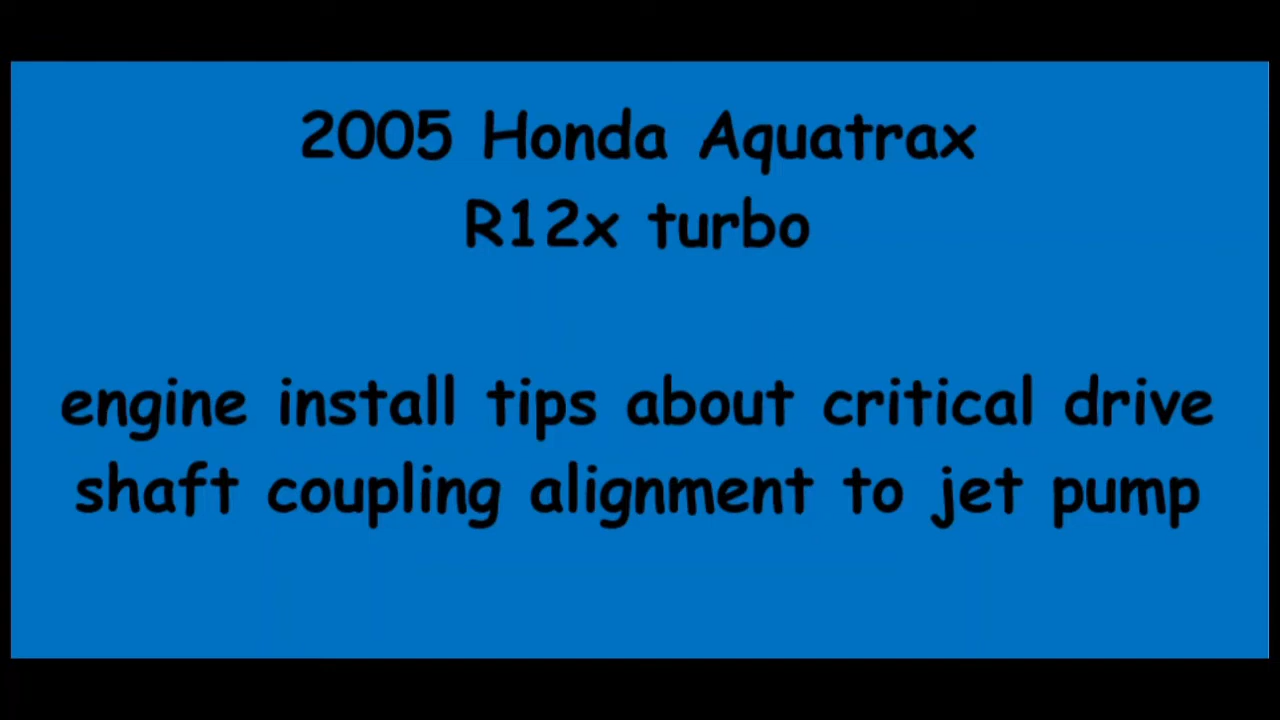 2005 Honda Aquatrax
R12x turbo
engine install tips about critical drive
shaft coupling alignment to jet pump